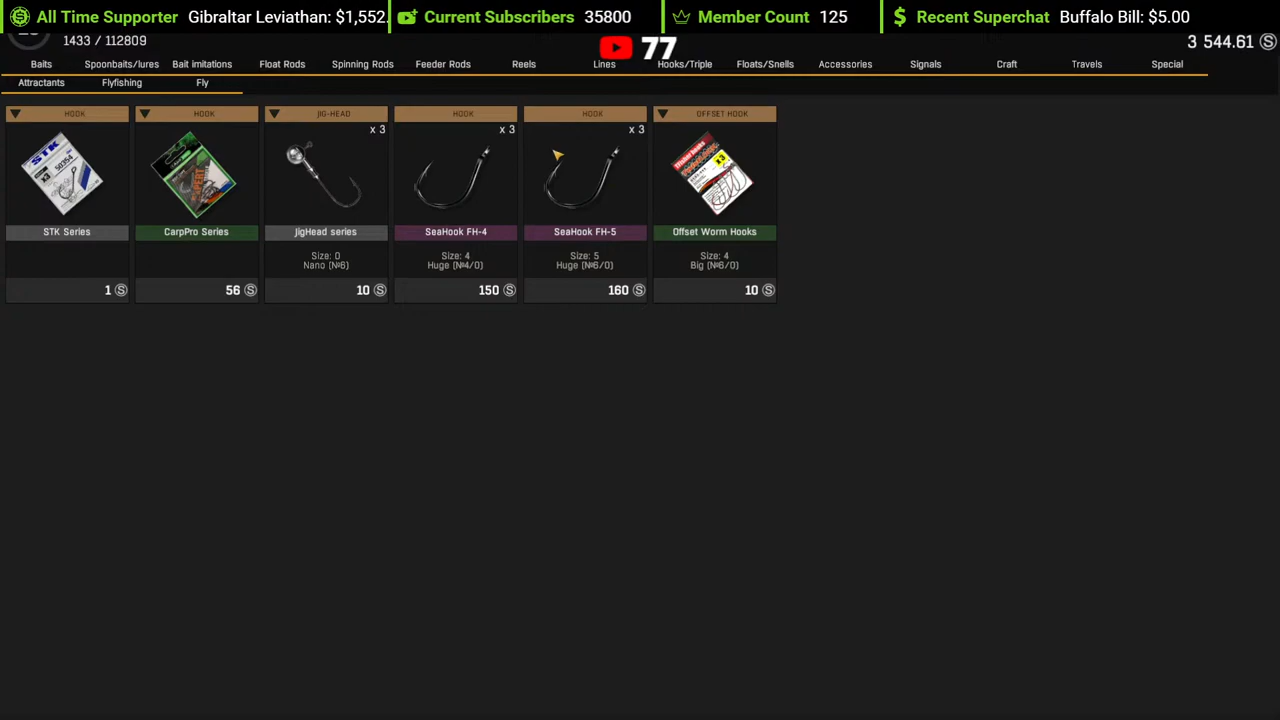 All Time Supporter Gibraltar Leviathan: $1,552.
Current Subscribers 35800
Member Count 125
Recent Superchat Buffalo Bill: $5.00
1433 / 112809
77
3 544.61
Baits Spoonbaits/lures Bait imitations Float Rods Spinning Rods Feeder Rods Reels Lines Hooks/Triple Floats/Snells Accessories Signals Craft Travels Special
Attractants Flyfishing Fly
HOOK HOOK JIG-HEAD HOOK HOOK OFFSET HOOK
x 3 x 3 x 3
STK Series CarpPro Series JigHead series SeaHook FH-4 SeaHook FH-5 Offset Worm Hooks
Size: 0 Size: 4 Size: 5 Size: 4
Nano (№6) Huge (№4/0) Huge (№6/0) Big (№6/0)
1 56 10 150 160 10